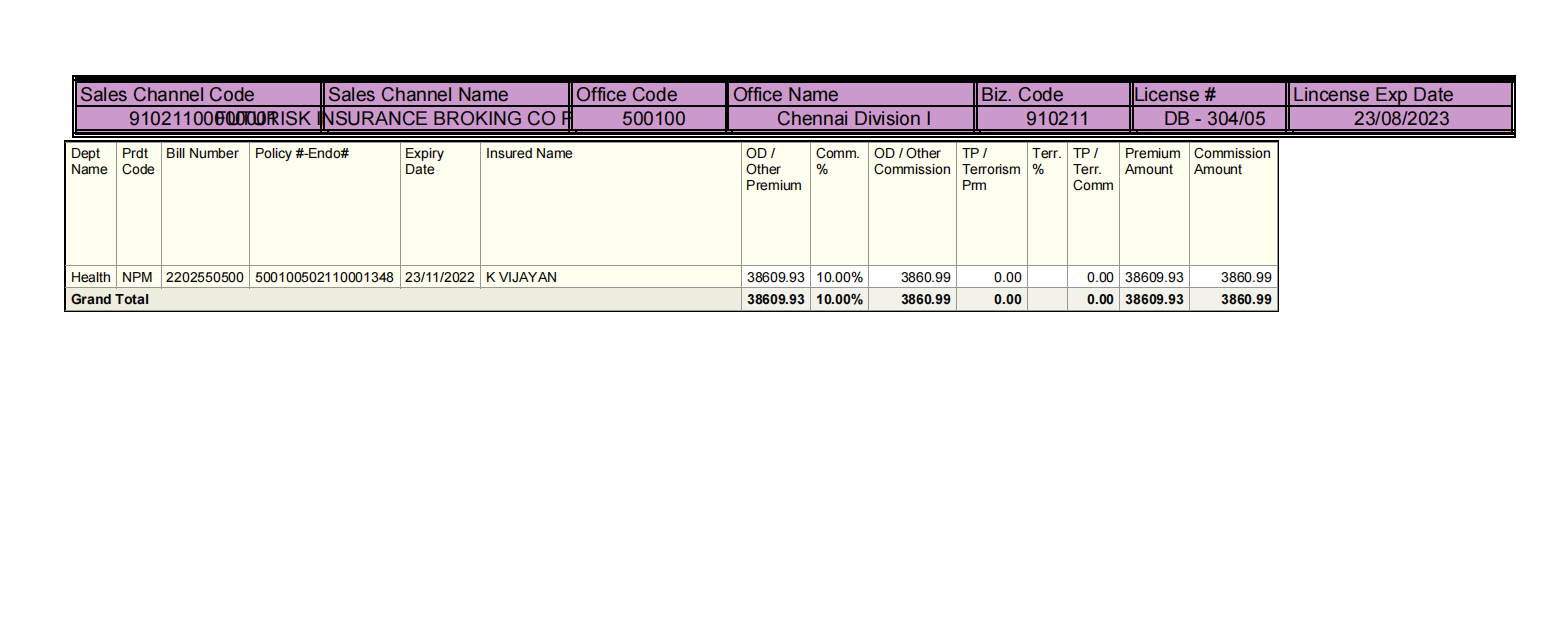 Sales Channel Code Sales Channel Name Office Code Office Name Biz. Code License # Lincense Exp Date
FUTURISK INSURANCE BROKING CO 500100 Chennai Division I 910211 DB - 304/05 23/08/2023
Dept Prdt Bill Number Policy #-Endo# Expiry Insured Name OD / Comm. OD / Other TP / Terr. TP / Premium Commission
Name Code Date Other % Commission Terrorism % Terr. Amount Amount
Premium Prm Comm
Health NPM 2202550500 500100502110001348 23/11/2022 K VIJAYAN 38609.93 10.00% 3860.99 0.00 0.00 38609.93 3860.99
Grand Total 38609.93 10.00% 3860.99 0.00 0.00 38609.93 3860.99